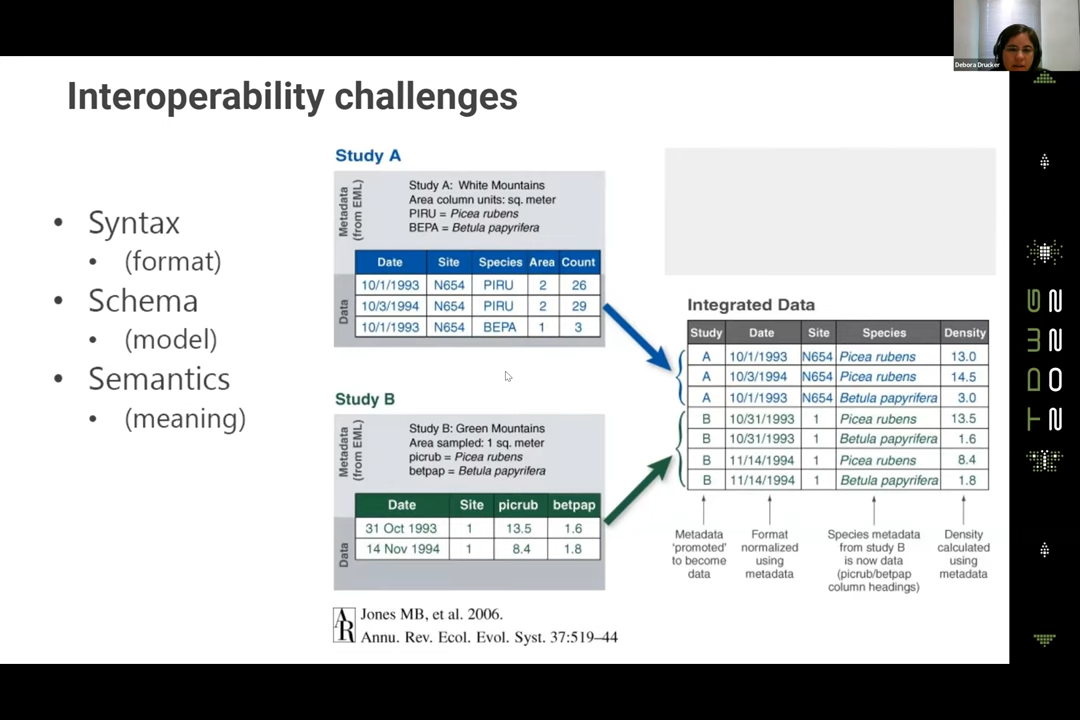 Debora Drucker
Interoperability challenges
• Syntax
• (format)
• Schema
• (model)
• Semantics
• (meaning)
Study A
Metadata
(from EML)
Study A: White Mountains
Area column units: sq. meter
PIRU = Picea rubens
BEPA = Betula papyrifera
Data
Date Site Species Area Count
10/1/1993 N654 PIRU 2 26
10/3/1994 N654 PIRU 2 29
10/1/1993 N654 BEPA 1 3
Study B
Metadata
(from EML)
Study B: Green Mountains
Area sampled: 1 sq. meter
picrub = Picea rubens
betpap = Betula papyrifera
Data
Date Site picrub betpap
31 Oct 1993 1 13.5 1.6
14 Nov 1994 1 8.4 1.8
Integrated Data
Study Date Site Species Density
A 10/1/1993 N654 Picea rubens 13.0
A 10/3/1994 N654 Picea rubens 14.5
A 10/1/1993 N654 Betula papyrifera 3.0
B 10/31/1993 1 Picea rubens 13.5
B 10/31/1993 1 Betula papyrifera 1.6
B 11/14/1994 1 Picea rubens 8.4
B 11/14/1994 1 Betula papyrifera 1.8
Metadata
'promoted'
to become
data
Format
normalized
using
metadata
Species metadata
from study B
is now data
(picrub/betpap
column headings)
Density
calculated
using
metadata
AR
Jones MB, et al. 2006.
Annu. Rev. Ecol. Evol. Syst. 37:519–44
TDWG
2020